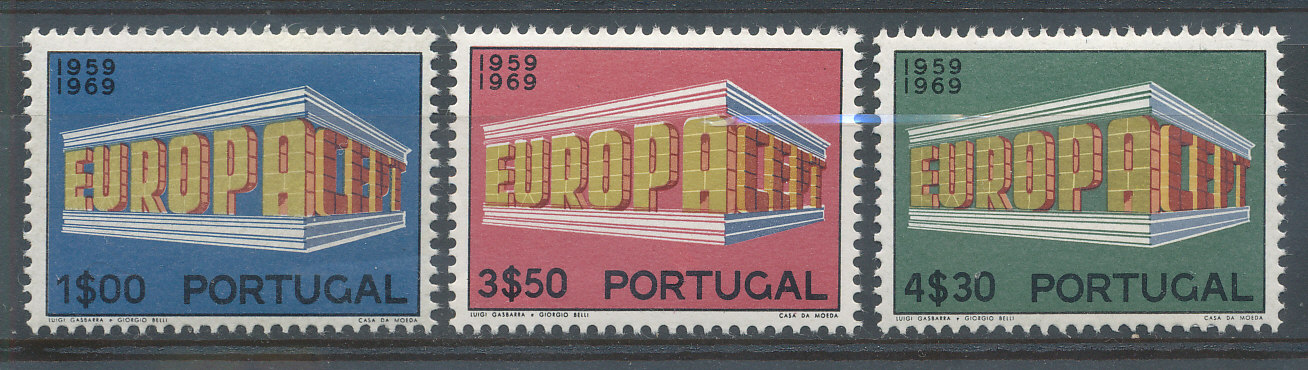 1959
1969
EUROPA CEPT
1$00 PORTUGAL
LUIGI GASBARRA + GIORGIO BELLI CASA DA MOEDA
1959
1969
EUROPA CEPT
3$50 PORTUGAL
LUIGI GASBARRA + GIORGIO BELLI CASA DA MOEDA
1959
1969
EUROPA CEPT
4$30 PORTUGAL
LUIGI GASBARRA + GIORGIO BELLI CASA DA MOEDA